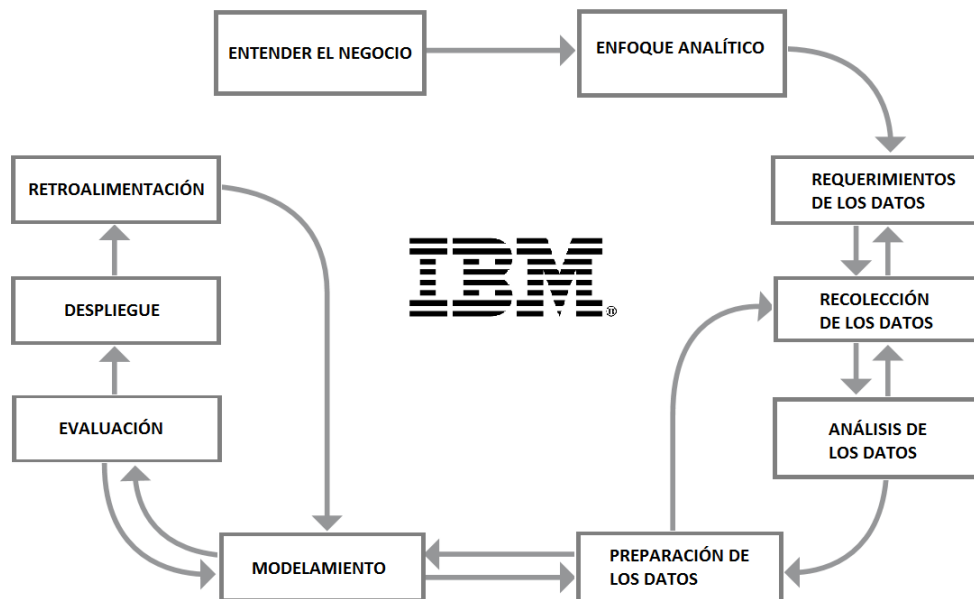 ENTENDER EL NEGOCIO
ENFOQUE ANALÍTICO
REQUERIMIENTOS
DE LOS DATOS
RECOLECCIÓN
DE LOS DATOS
ANÁLISIS DE
LOS DATOS
PREPARACIÓN DE
LOS DATOS
MODELAMIENTO
EVALUACIÓN
DESPLIEGUE
RETROALIMENTACIÓN
IBM®